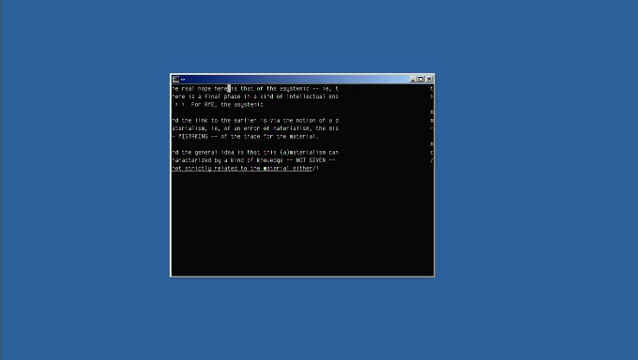 ~
he real hope here is that of the asystemic -- ie, t
here is a final phase in a kind of intellectual kno
> > For RfE, the asystemic
nd the link to the earlier is via the notion of a d
aterialism, ie, of an error of materialism, the mis
- MISTAKING -- of the trace for the material.
nd the general idea is that this (a)materialism can
haracterized by a kind of knowledge -- NOT GIVEN --
not strictly related to the material either/i